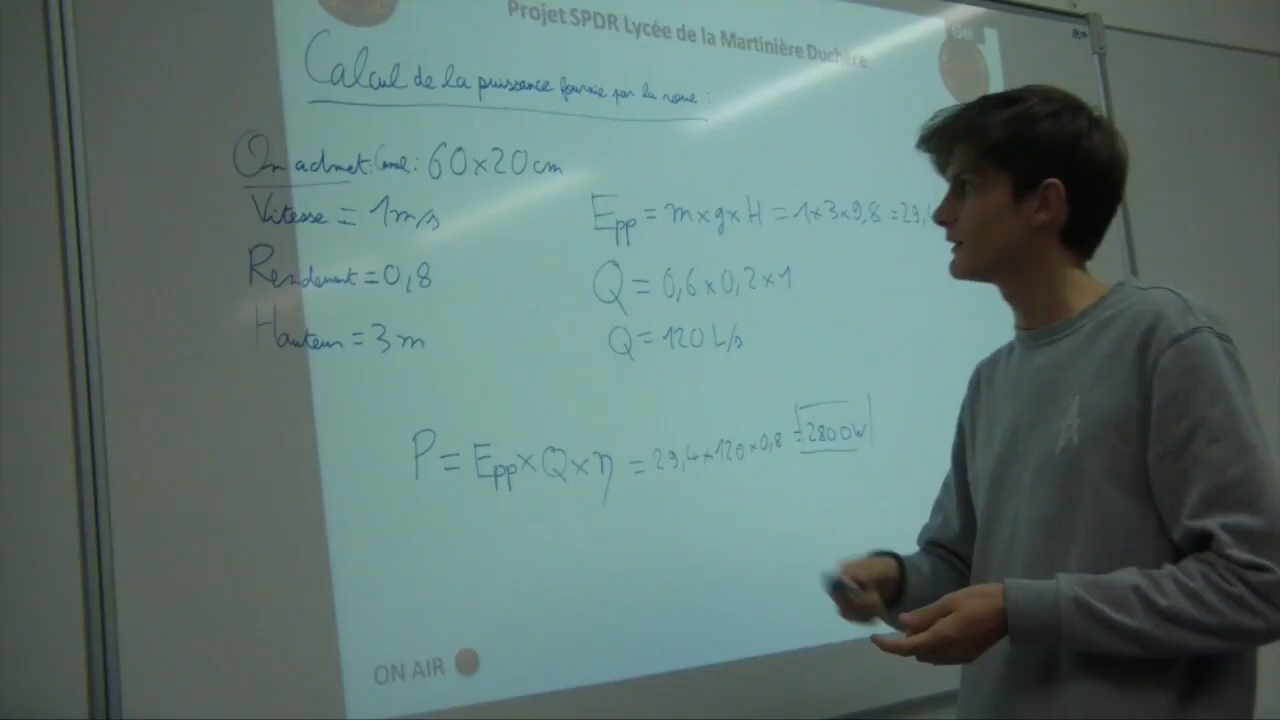 Projet SPDR Lycée de la Martinière Duchère
Calcul de la puissance fournie par la roue :
On admet : Canal : 60 x 20 cm
Vitesse = 1 m/s
Rendement = 0,8
Hauteur = 3 m
Epp = m x g x H = 1 x 3 x 9,8 = 29,
Q = 0,6 x 0,2 x 1
Q = 120 L/s
P = Epp x Q x η = 29,4 x 120 x 0,8 = 2800W
ON AIR